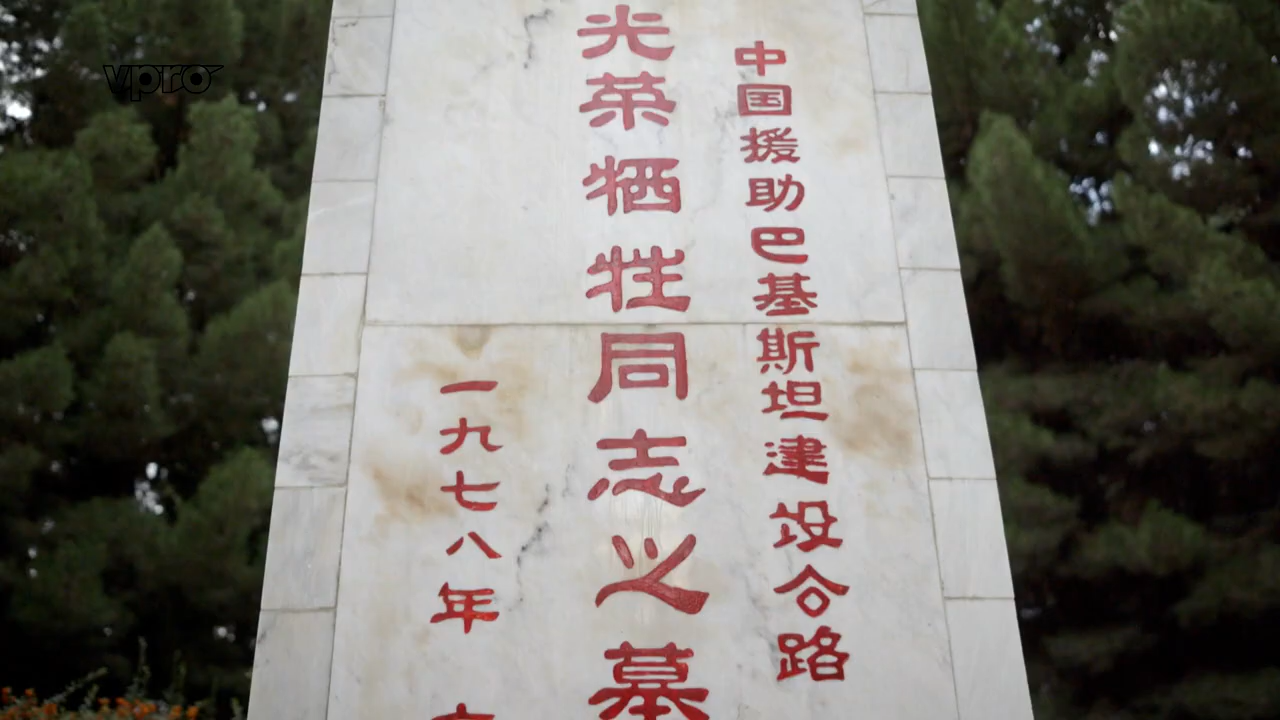 vpro
中国援助巴基斯坦建设公路
光荣牺牲同志之墓
一九七八年